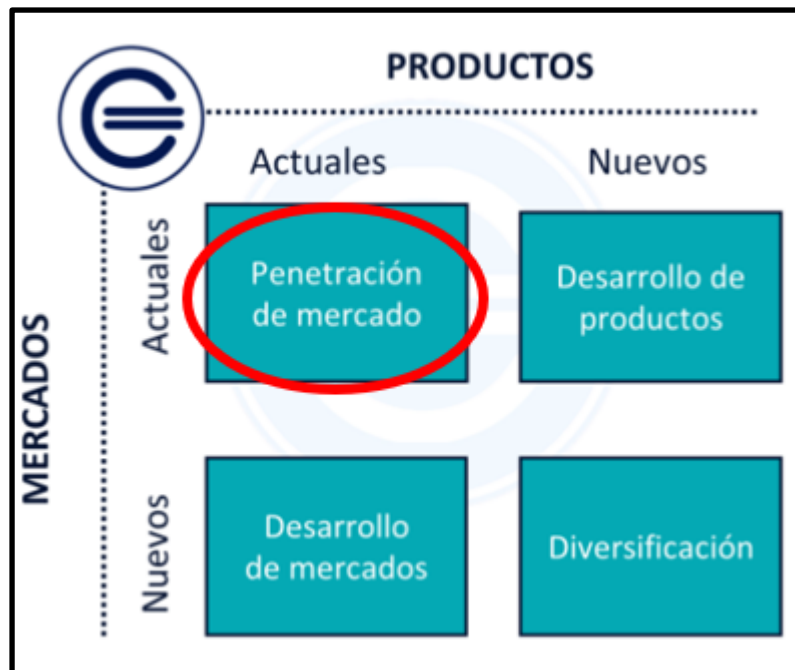 PRODUCTOS
Actuales
Nuevos
MERCADOS
Actuales
Penetración
de mercado
Desarrollo de
productos
Nuevos
Desarrollo
de mercados
Diversificación